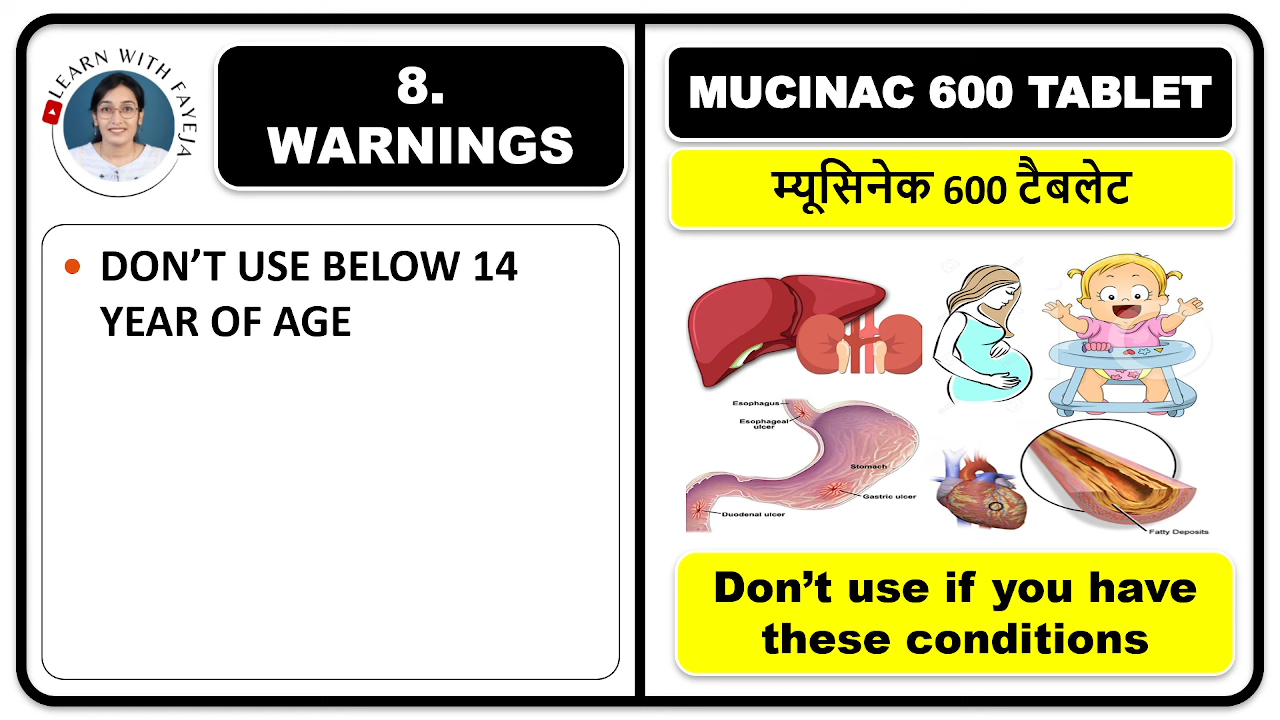 LEARN WITH FAYEJA
8.
WARNINGS
DON'T USE BELOW 14
YEAR OF AGE
MUCINAC 600 TABLET
म्यूसिनेक 600 टैबलेट
Esophagus
Esophageal
ulcer
Stomach
Gastric ulcer
Duodenal ulcer
Fatty Deposits
Don't use if you have
these conditions